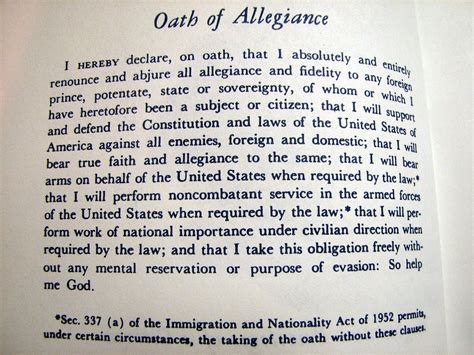 Oath of Allegiance
I HEREBY declare, on oath, that I absolutely and entirely
renounce and abjure all allegiance and fidelity to any foreign
prince, potentate, state or sovereignty, of whom or which I
have heretofore been a subject or citizen; that I will support
and defend the Constitution and laws of the United States of
America against all enemies, foreign and domestic; that I will
bear true faith and allegiance to the same; that I will bear
arms on behalf of the United States when required by the law;*
that I will perform noncombatant service in the armed forces
of the United States when required by the law;* that I will per-
form work of national importance under civilian direction when
required by the law; and that I take this obligation freely with-
out any mental reservation or purpose of evasion: So help
me God.
*Sec. 337 (a) of the Immigration and Nationality Act of 1952 permits,
under certain circumstances, the taking of the oath without these clauses.